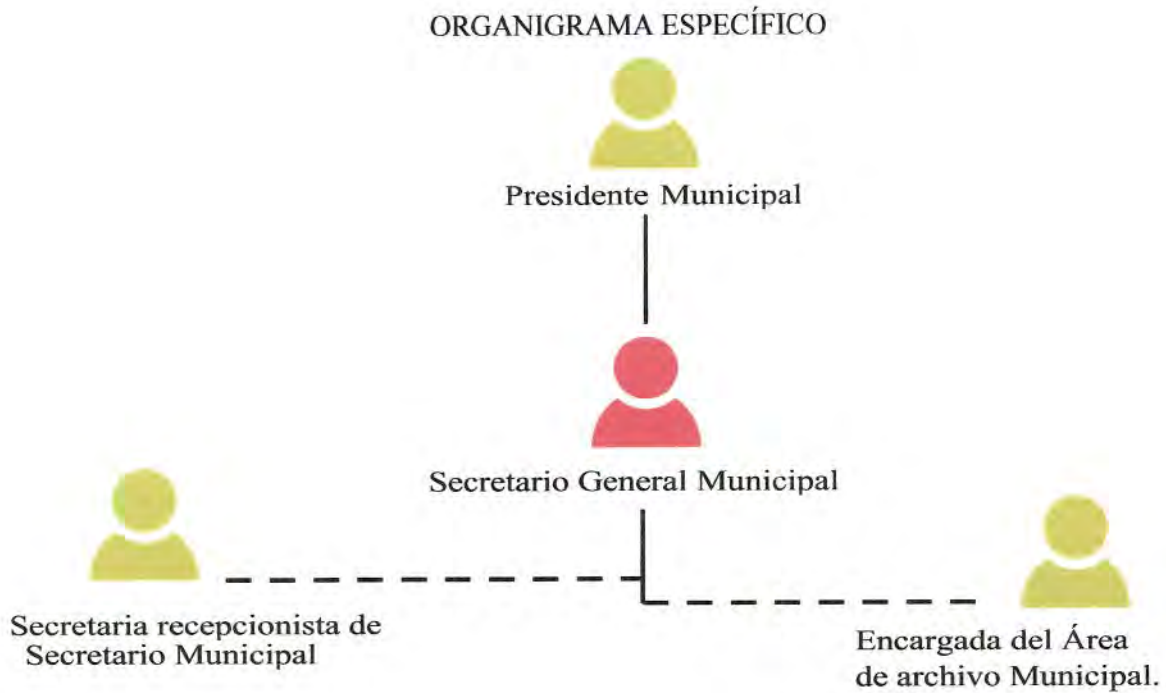 ORGANIGRAMA ESPECÍFICO
Presidente Municipal
Secretario General Municipal
Secretaria recepcionista de
Secretario Municipal
Encargada del Área
de archivo Municipal.